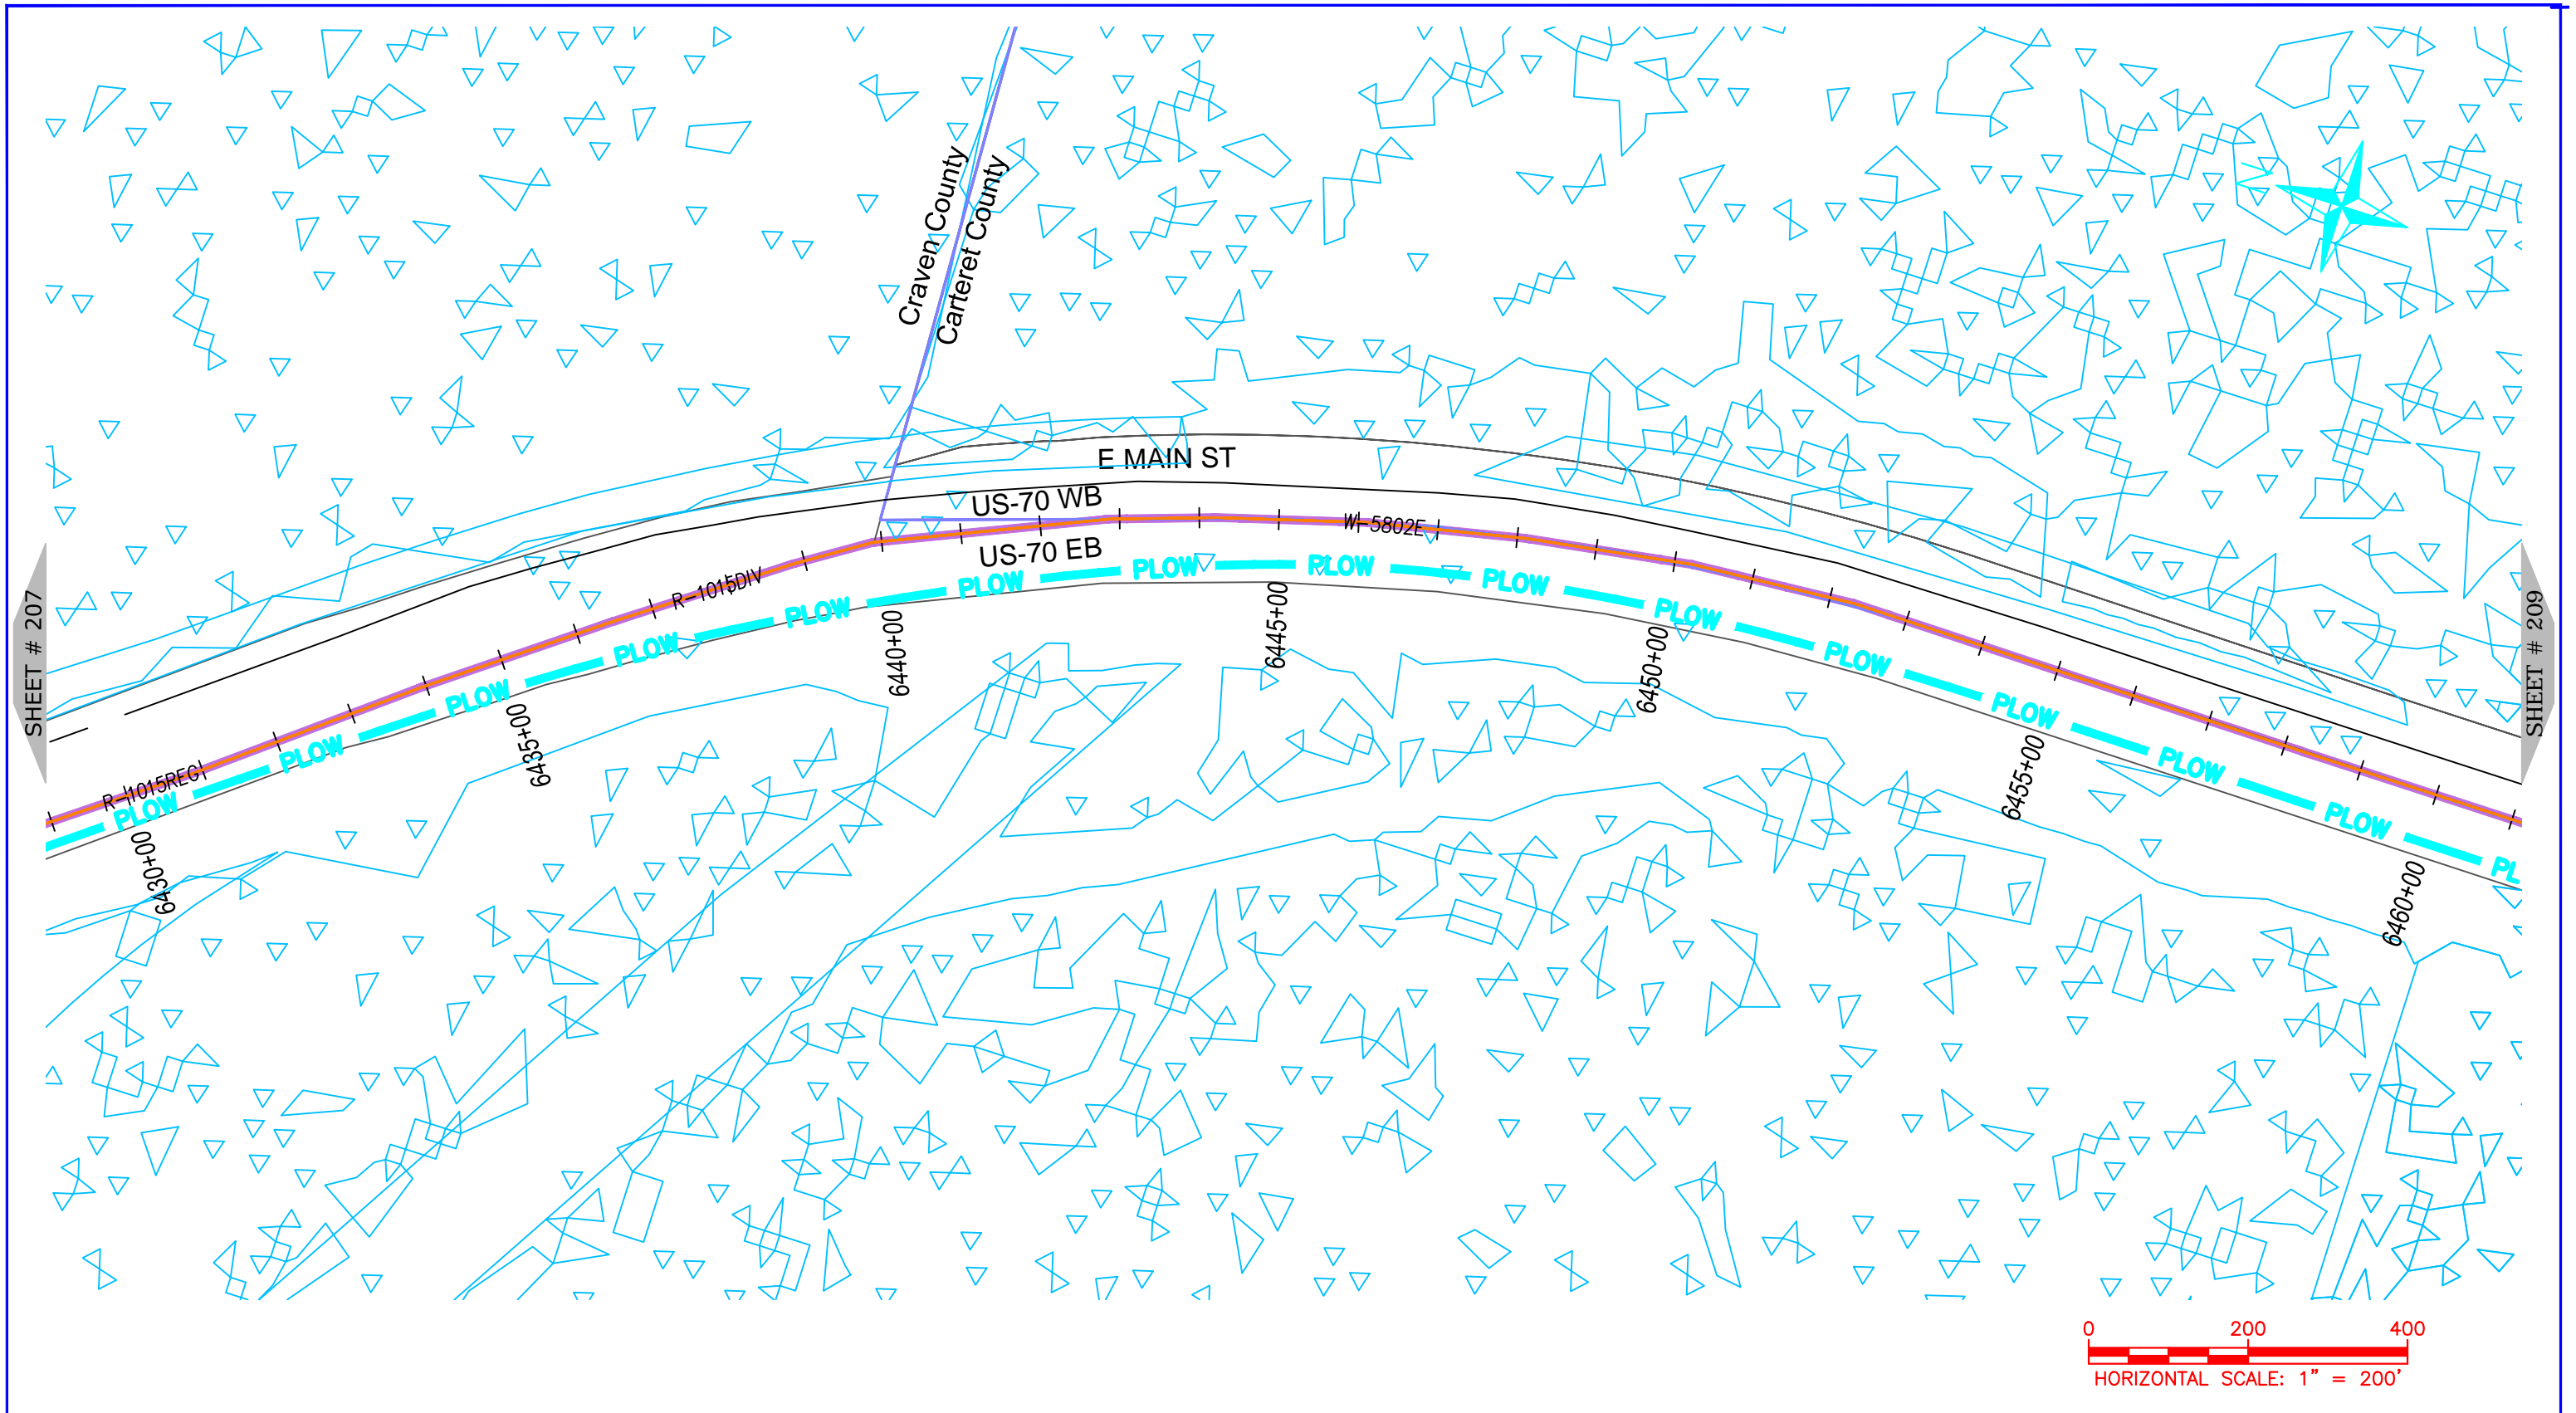 Craven County
Carteret County
N
E MAIN ST
US-70 WB
W-5802E
US-70 EB
R-1015DIV
R-1015REG
PLOW
PLOW
PLOW
PLOW
PLOW
PLOW
PLOW
PLOW
PLOW
PLOW
PLOW
PLOW
PLOW
PLOW
PL
SHEET # 207
SHEET # 209
6430+00
6435+00
6440+00
6445+00
6450+00
6455+00
6460+00
0 200 400
HORIZONTAL SCALE: 1" = 200'